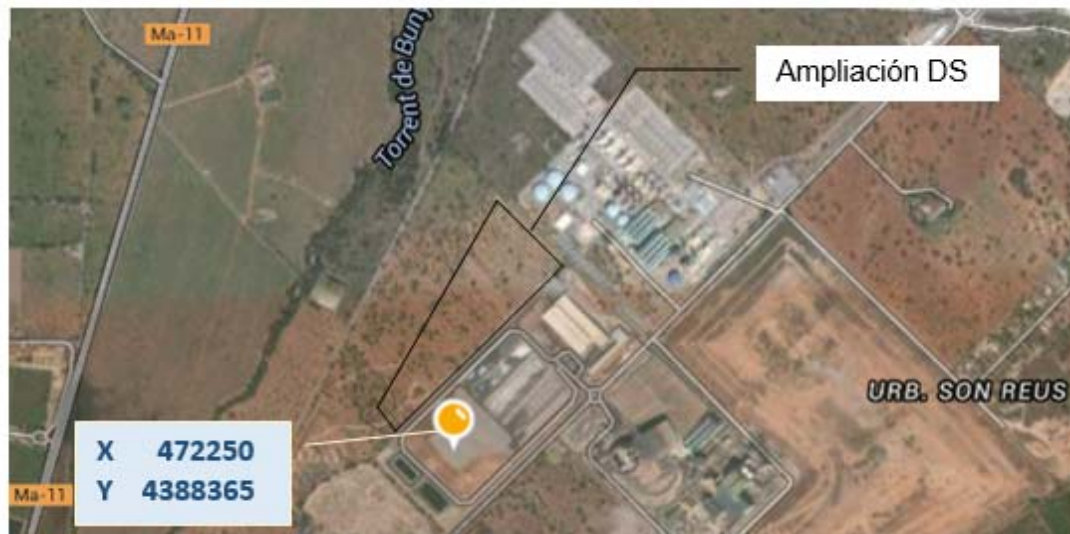 Ma-11
Torrent de Buny
Ampliación DS
URB. SON REUS
X 472250
Y 4388365
Ma-11